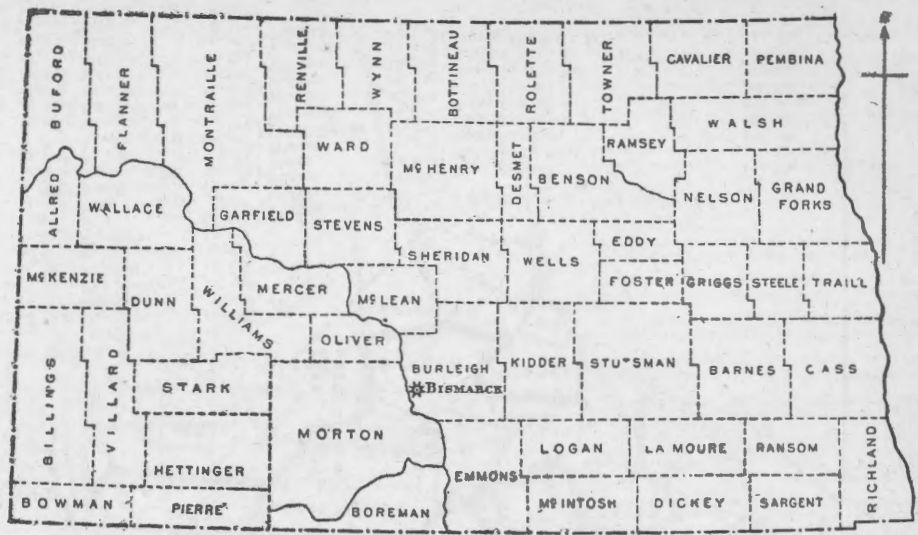 BUFORD
FLANNER
MONTRAILLE
RENVILLE
WYNN
BOTTINEAU
ROLETTE
TOWNER
CAVALIER
PEMBINA
WARD
McHENRY
DESMET
BENSON
RAMSEY
WALSH
ALLRED
WALLACE
GARFIELD
STEVENS
NELSON
GRAND
FORKS
McKENZIE
DUNN
WILLIAMS
MERCER
McLEAN
SHERIDAN
WELLS
EDDY
FOSTER
GRIGGS
STEELE
TRAILL
BILLINGS
VILLARD
STARK
OLIVER
BURLEIGH
BISMARCK
KIDDER
STUTSMAN
BARNES
CASS
HETTINGER
MORTON
EMMONS
LOGAN
LA MOURE
RANSOM
RICHLAND
BOWMAN
PIERRE
BOREMAN
McINTOSH
DICKEY
SARGENT